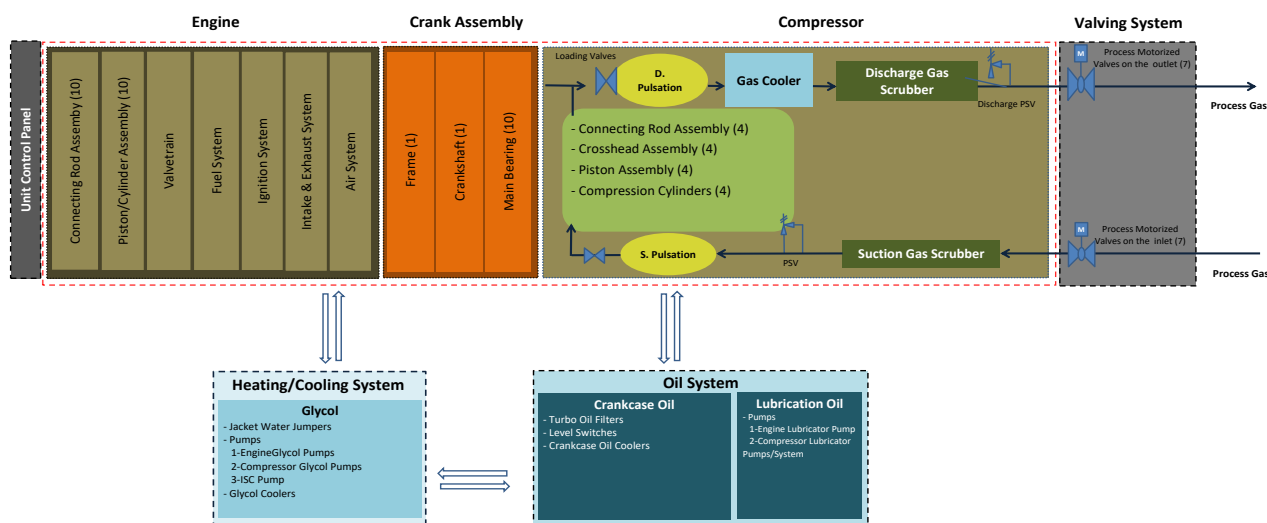 Engine
Crank Assembly
Compressor
Valving System
Unit Control Panel
Connecting Rod Assembly (10)
Piston/Cylinder Assembly (10)
Valvetrain
Fuel System
Ignition System
Intake & Exhaust System
Air System
Frame (1)
Crankshaft (1)
Main Bearing (10)
Loading Valves
D.
Pulsation
Gas Cooler
Discharge Gas
Scrubber
Discharge PSV
M
Process Motorized
Valves on the outlet (7)
Process Gas
- Connecting Rod Assembly (4)
- Crosshead Assembly (4)
- Piston Assembly (4)
- Compression Cylinders (4)
S. Pulsation
PSV
Suction Gas Scrubber
M
Process Motorized
Valves on the inlet (7)
Process Gas
Heating/Cooling System
Glycol
- Jacket Water Jumpers
- Pumps
1-EngineGlycol Pumps
2-Compressor Glycol Pumps
3-ISC Pump
- Glycol Coolers
Oil System
Crankcase Oil
- Turbo Oil Filters
- Level Switches
- Crankcase Oil Coolers
Lubrication Oil
- Pumps
1-Engine Lubricator Pump
2-Compressor Lubricator
Pumps/System